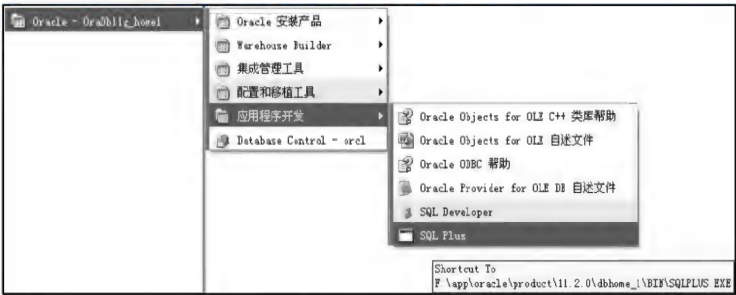 Oracle - OraDb11g_home1
Oracle 安装产品
Warehouse Builder
集成管理工具
配置和移植工具
应用程序开发
Database Control - orcl
Oracle Objects for OLE C++ 类库帮助
Oracle Objects for OLE 自述文件
Oracle ODBC 帮助
Oracle Provider for OLE DB 自述文件
SQL Developer
SQL Plus
Shortcut To
F \app\oracle\product\11.2.0\dbhome_1\BIN\SQLPLUS EXE